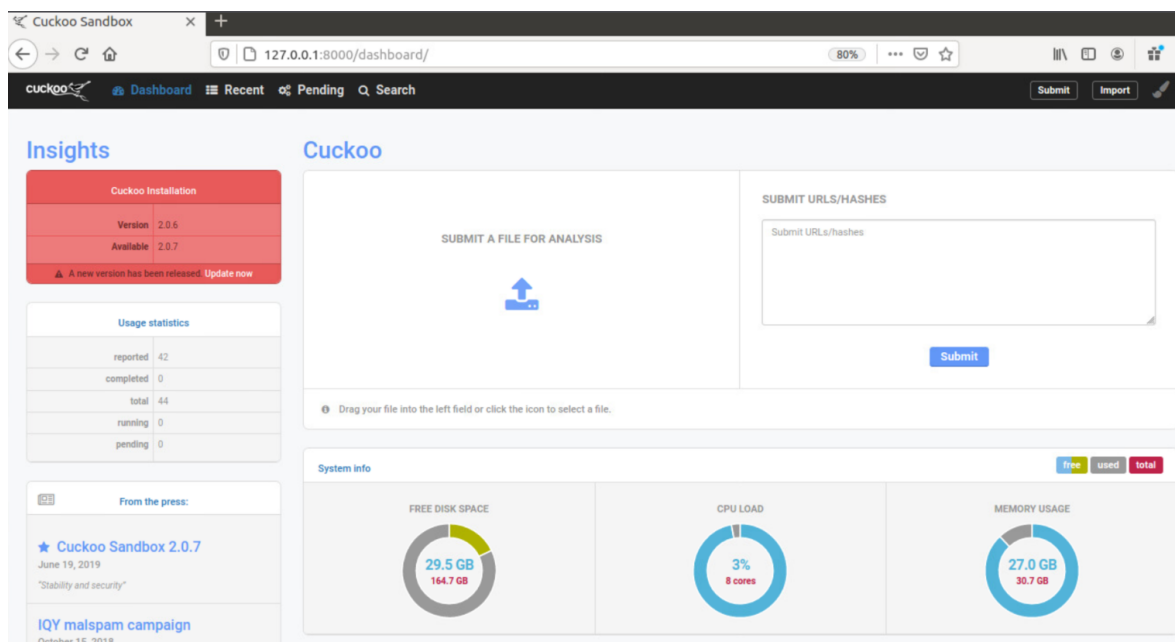 Cuckoo Sandbox
127.0.0.1:8000/dashboard/
80%
cuckoo
Dashboard
Recent
Pending
Search
Submit
Import
Insights
Cuckoo Installation
Version 2.0.6
Available 2.0.7
A new version has been released. Update now
Usage statistics
reported 42
completed 0
total 44
running 0
pending 0
From the press:
Cuckoo Sandbox 2.0.7
June 19, 2019
"Stability and security"
IQY malspam campaign
October 15, 2018
Cuckoo
SUBMIT A FILE FOR ANALYSIS
SUBMIT URLS/HASHES
Submit URLs/hashes
Submit
Drag your file into the left field or click the icon to select a file.
System info
free used total
FREE DISK SPACE
29.5 GB
164.7 GB
CPU LOAD
3%
8 cores
MEMORY USAGE
27.0 GB
30.7 GB